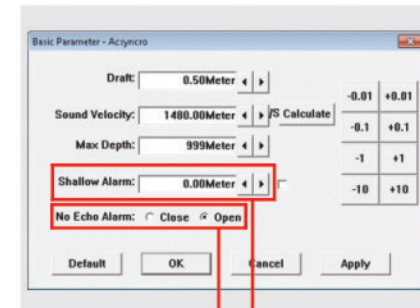 Basic Parameter - Acsyncro
Draft: 0.50Meter
Sound Velocity: 1480.00Meter /S Calculate
Max Depth: 999Meter
Shallow Alarm: 0.00Meter
No Echo Alarm: Close Open
-0.01 +0.01
-0.1 +0.1
-1 +1
-10 +10
Default OK Cancel Apply